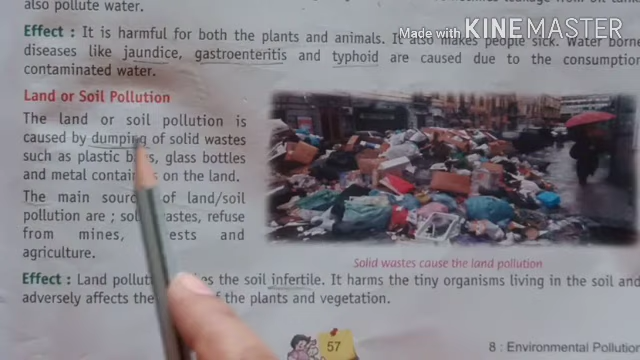 also pollute water.
Made with KINEMASTER
Effect : It is harmful for both the plants and animals. It also makes people sick. Water borne
diseases like jaundice, gastroenteritis and typhoid are caused due to the consumption
contaminated water.
Land or Soil Pollution
The land or soil pollution is
caused by dumping of solid wastes
such as plastic , glass bottles
and metal on the land.
The main of land/soil
pollution are ; wastes, refuse
from mines, and
agriculture.
Solid wastes cause the land pollution
Effect : Land the soil infertile. It harms the tiny organisms living in the soil and
adversely affects the of the plants and vegetation.
57
8 : Environmental Pollution